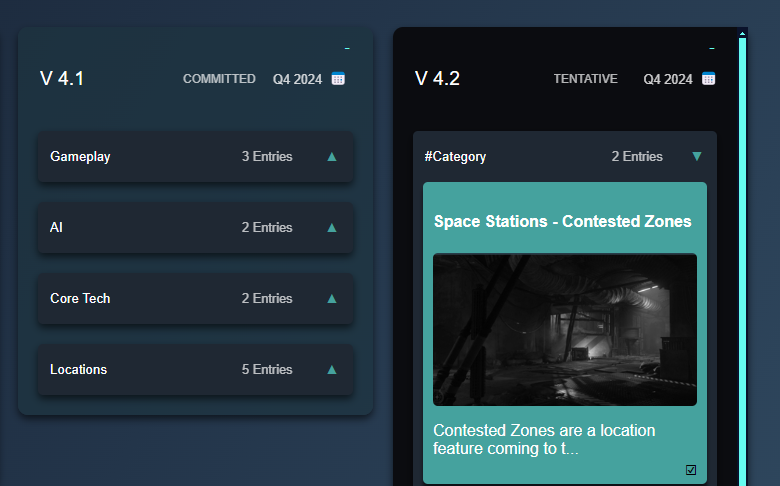 -
V 4.1
COMMITTED
Q4 2024
Gameplay
3 Entries
AI
2 Entries
Core Tech
2 Entries
Locations
5 Entries
-
V 4.2
TENTATIVE
Q4 2024
#Category
2 Entries
Space Stations - Contested Zones
Contested Zones are a location
feature coming to t...